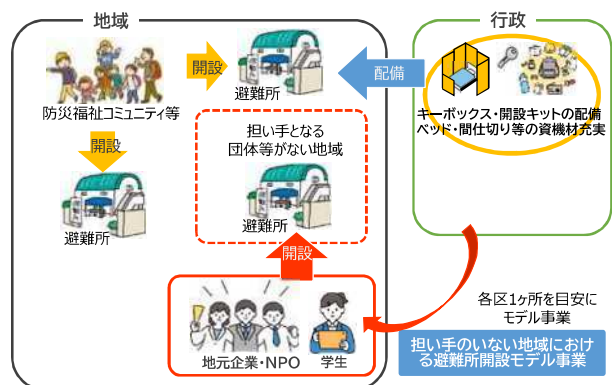 地域
行政
開設
配備
避難所
防災福祉コミュニティ等
キーボックス・開設キットの配備
ベッド・間仕切り等の資機材充実
担い手となる
団体等がない地域
開設
避難所
避難所
開設
各区1ヶ所を目安に
モデル事業
担い手のいない地域におけ
る避難所開設モデル事業
地元企業・NPO
学生